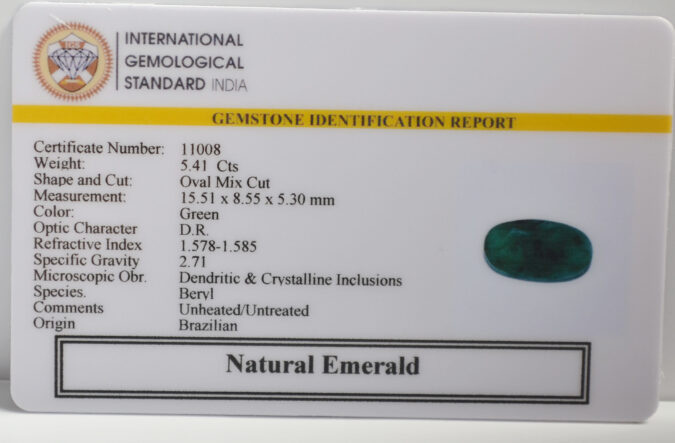 IGS
INTERNATIONAL
GEMOLOGICAL
STANDARD INDIA
GEMSTONE IDENTIFICATION REPORT
Certificate Number: 11008
Weight: 5.41 Cts
Shape and Cut: Oval Mix Cut
Measurement: 15.51 x 8.55 x 5.30 mm
Color: Green
Optic Character D.R.
Refractive Index 1.578-1.585
Specific Gravity 2.71
Microscopic Obr. Dendritic & Crystalline Inclusions
Species. Beryl
Comments Unheated/Untreated
Origin Brazilian
Natural Emerald